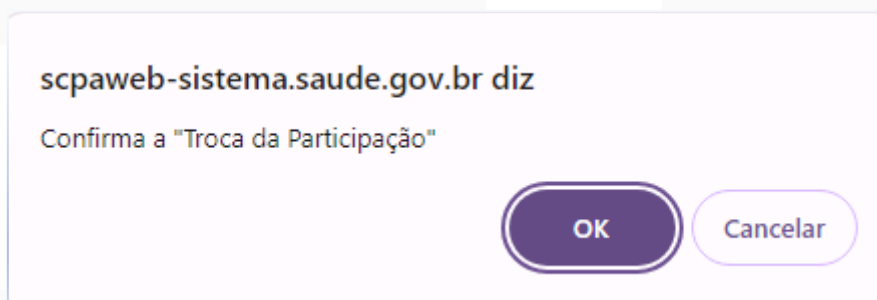 scpaweb-sistema.saude.gov.br diz
Confirma a "Troca da Participação"
OK
Cancelar